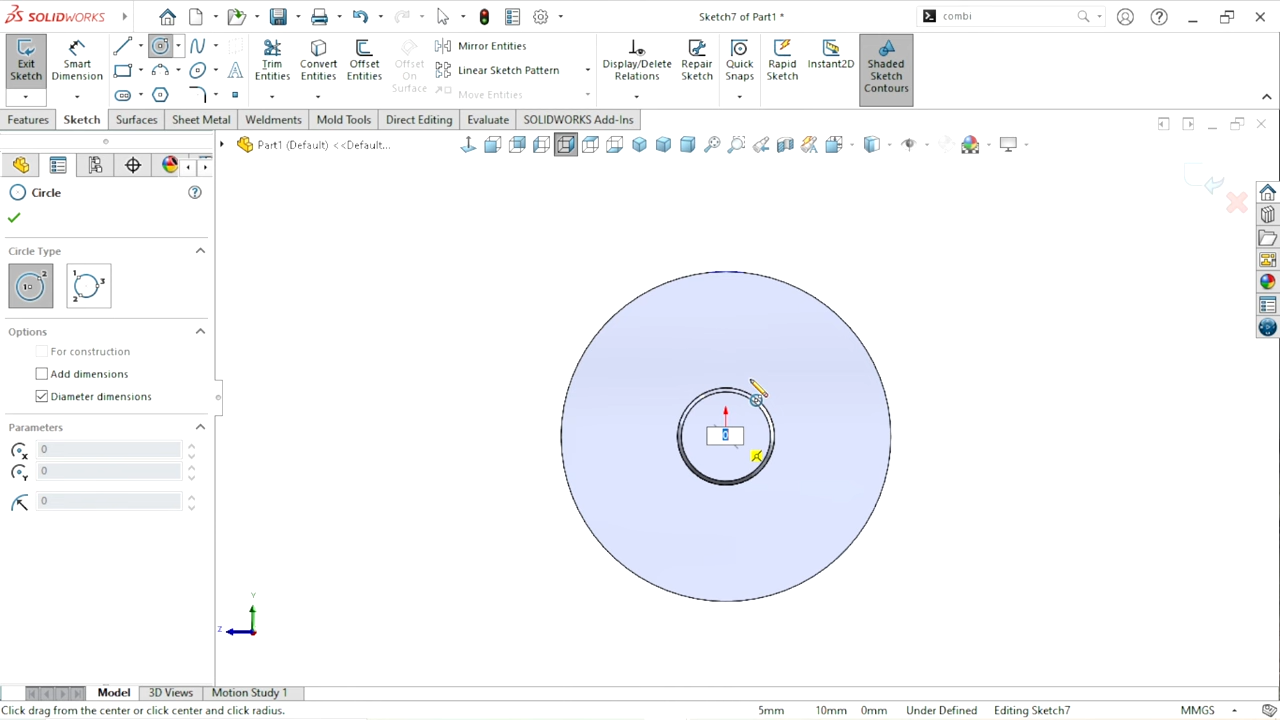 SOLIDWORKS
Sketch7 of Part1 *
combi
Exit Sketch
Smart Dimension
Trim Entities
Convert Entities
Offset Entities
Offset On Surface
Mirror Entities
Linear Sketch Pattern
Move Entities
Display/Delete Relations
Repair Sketch
Quick Snaps
Rapid Sketch
Instant2D
Shaded Sketch Contours
Features
Sketch
Surfaces
Sheet Metal
Weldments
Mold Tools
Direct Editing
Evaluate
SOLIDWORKS Add-Ins
Part1 (Default) <<Default...
Circle
Circle Type
Options
For construction
Add dimensions
Diameter dimensions
Parameters
0
0
0
0
Y
Z
Model
3D Views
Motion Study 1
Click drag from the center or click center and click radius.
5mm
10mm
0mm
Under Defined
Editing Sketch7
MMGS